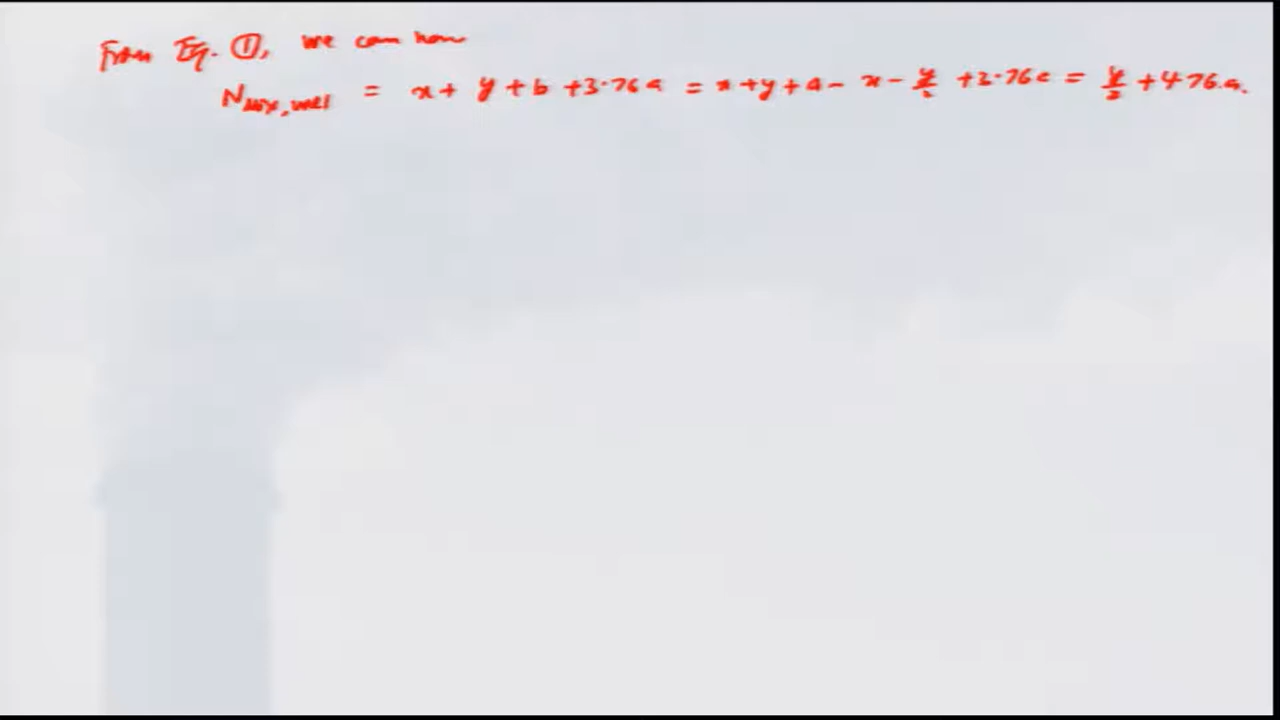 From Eq. ①, we can have
N_mix,wet = x + y + b + 3.76a = x + y + a - x - y/2 + 3.76a = y/2 + 4.76a.